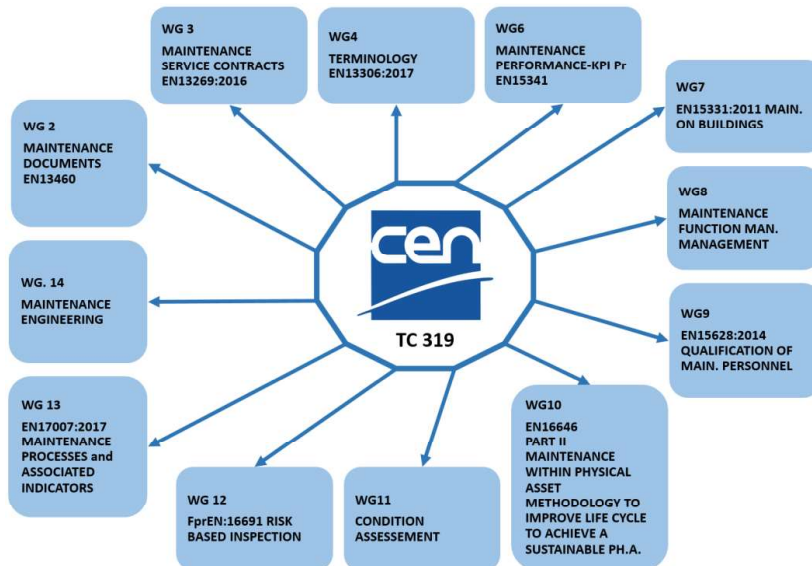 WG 3
MAINTENANCE
SERVICE CONTRACTS
EN13269:2016
WG4
TERMINOLOGY
EN13306:2017
WG6
MAINTENANCE
PERFORMANCE-KPI Pr
EN15341
WG7
EN15331:2011 MAIN.
ON BUILDINGS
WG 2
MAINTENANCE
DOCUMENTS
EN13460
WG8
MAINTENANCE
FUNCTION MAN.
MANAGEMENT
cen
TC 319
WG. 14
MAINTENANCE
ENGINEERING
WG9
EN15628:2014
QUALIFICATION OF
MAIN. PERSONNEL
WG 13
EN17007:2017
MAINTENANCE
PROCESSES and
ASSOCIATED
INDICATORS
WG 12
FprEN:16691 RISK
BASED INSPECTION
WG11
CONDITION
ASSESSEMENT
WG10
EN16646
PART II
MAINTENANCE
WITHIN PHYSICAL
ASSET
METHODOLOGY TO
IMPROVE LIFE CYCLE
TO ACHIEVE A
SUSTAINABLE PH.A.